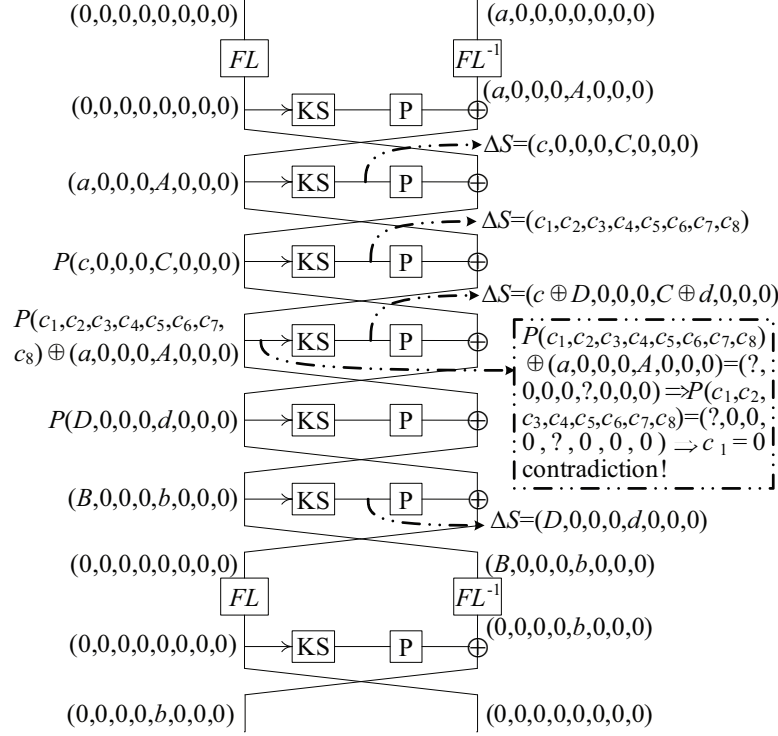 (0,0,0,0,0,0,0,0) (a,0,0,0,0,0,0,0)
FL FL⁻¹
(a,0,0,0,A,0,0,0)
(0,0,0,0,0,0,0,0) KS P
ΔS=(c,0,0,0,C,0,0,0)
(a,0,0,0,A,0,0,0) KS P
ΔS=(c₁,c₂,c₃,c₄,c₅,c₆,c₇,c₈)
P(c,0,0,0,C,0,0,0) KS P
ΔS=(c ⊕ D,0,0,0,C ⊕ d,0,0,0)
P(c₁,c₂,c₃,c₄,c₅,c₆,c₇,
c₈) ⊕ (a,0,0,0,A,0,0,0) KS P
P(c₁,c₂,c₃,c₄,c₅,c₆,c₇,c₈)
⊕(a,0,0,0,A,0,0,0)=(?,
0,0,0,?,0,0,0) ⇒P(c₁,c₂,
c₃,c₄,c₅,c₆,c₇,c₈)=(?,0,0,
0,?,0,0,0) ⇒ c₁=0
contradiction!
P(D,0,0,0,d,0,0,0) KS P
(B,0,0,0,b,0,0,0) KS P
ΔS=(D,0,0,0,d,0,0,0)
(0,0,0,0,0,0,0,0) (B,0,0,0,b,0,0,0)
FL FL⁻¹
(0,0,0,0,b,0,0,0)
(0,0,0,0,0,0,0,0) KS P
(0,0,0,0,b,0,0,0) (0,0,0,0,0,0,0,0)